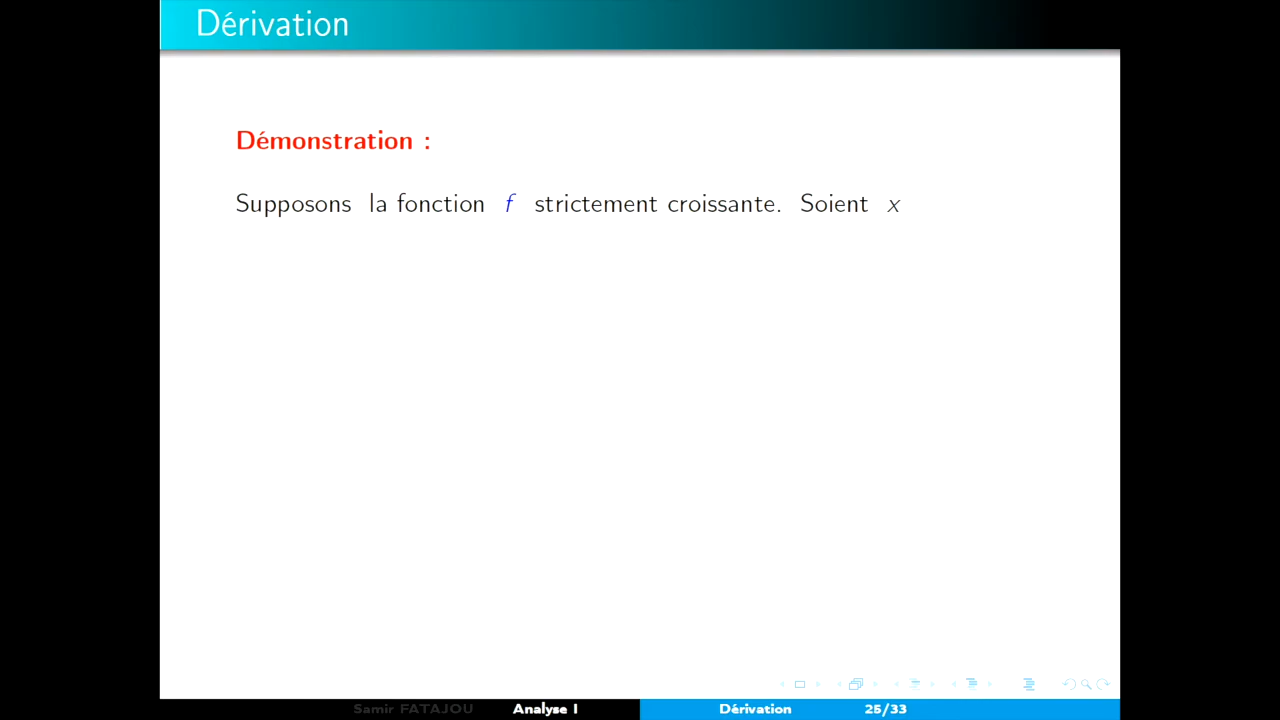 Dérivation
Démonstration :
Supposons la fonction f strictement croissante. Soient x
Samir FATAJOU Analyse I Dérivation 25/33